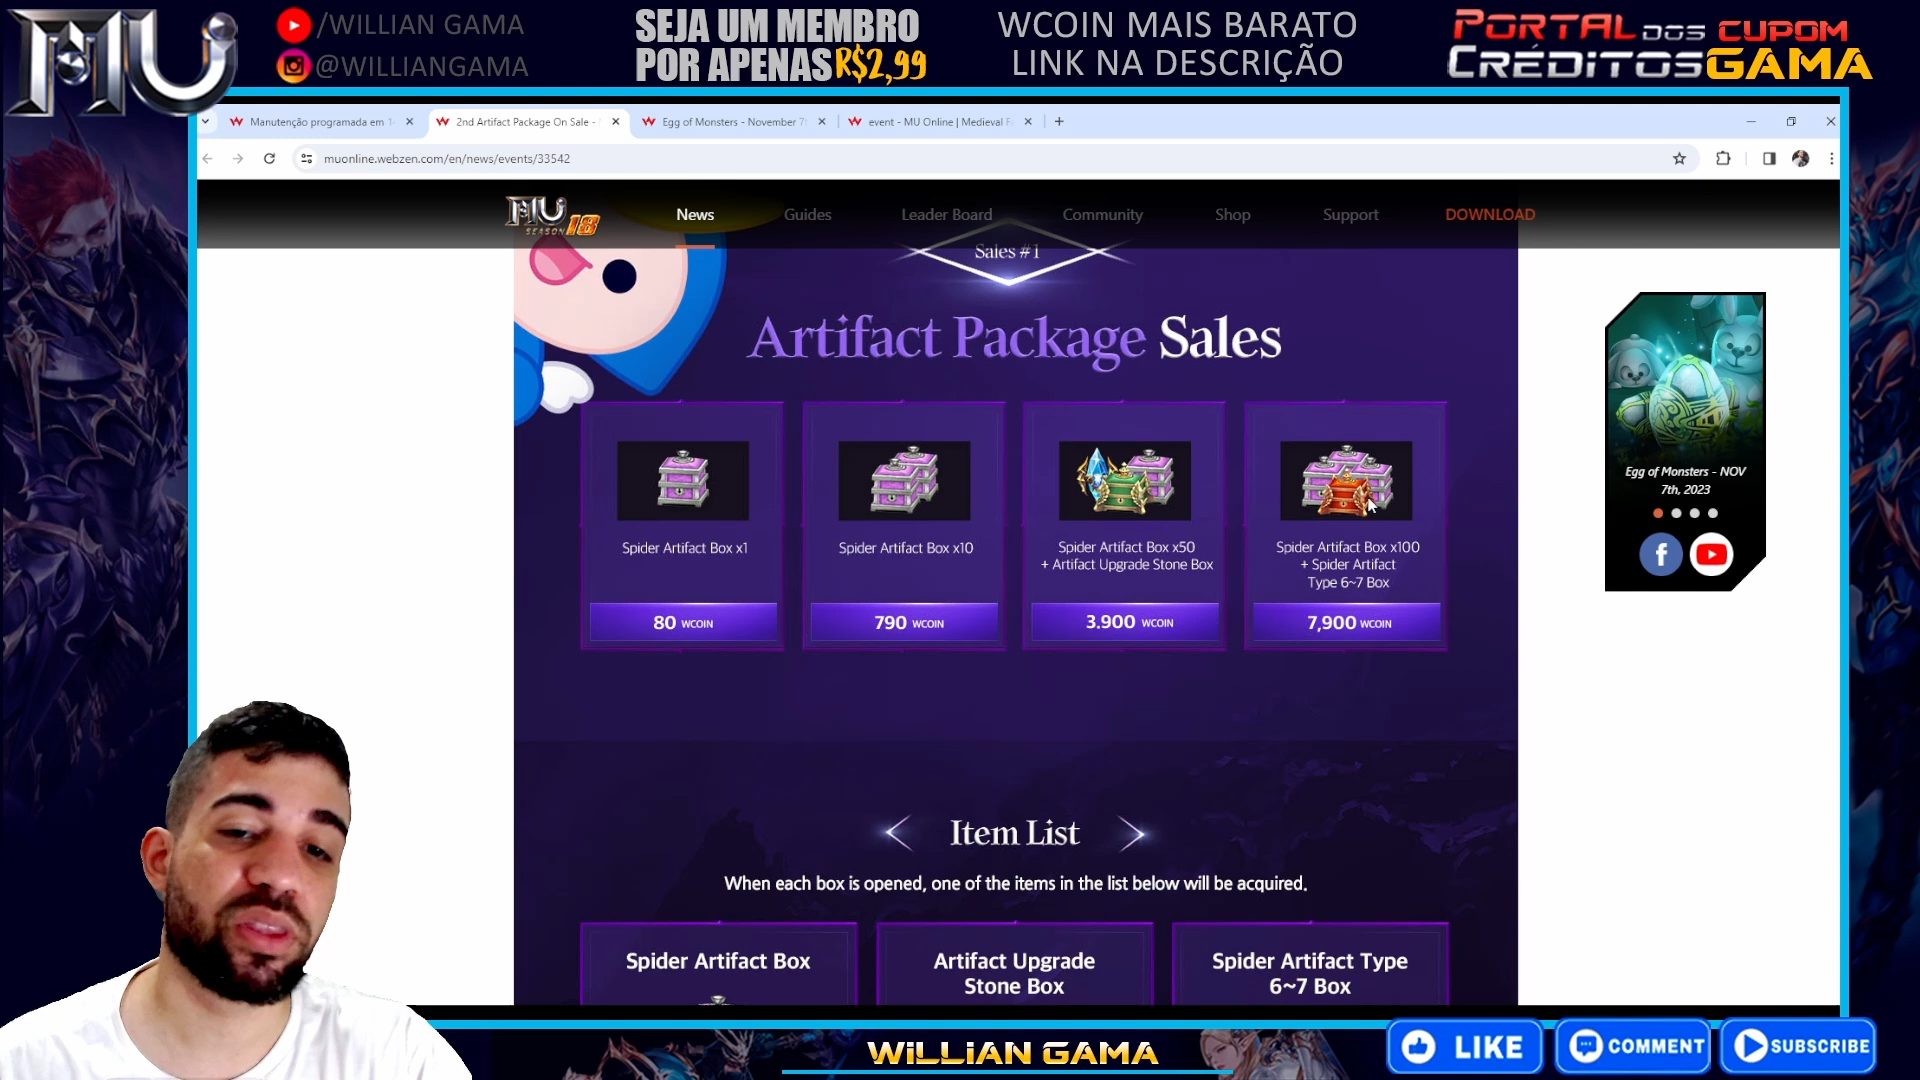 MU
/WILLIAN GAMA
@WILLIANGAMA
SEJA UM MEMBRO
POR APENAS R$2,99
WCOIN MAIS BARATO
LINK NA DESCRIÇÃO
PORTAL DOS CRÉDITOS
CUPOM GAMA
Manutenção programada em 1
2nd Artifact Package On Sale -
Egg of Monsters - November 7
event - MU Online | Medieval F
muonline.webzen.com/en/news/events/33542
MU SEASON 18
News
Guides
Leader Board
Community
Shop
Support
DOWNLOAD
Sales #1
Artifact Package Sales
Spider Artifact Box x1
80 WCOIN
Spider Artifact Box x10
790 WCOIN
Spider Artifact Box x50
+ Artifact Upgrade Stone Box
3.900 WCOIN
Spider Artifact Box x100
+ Spider Artifact
Type 6~7 Box
7,900 WCOIN
Egg of Monsters - NOV
7th, 2023
Item List
When each box is opened, one of the items in the list below will be acquired.
Spider Artifact Box
Artifact Upgrade
Stone Box
Spider Artifact Type
6~7 Box
WiLLiAN GAMA
LIKE
COMMENT
SUBSCRIBE